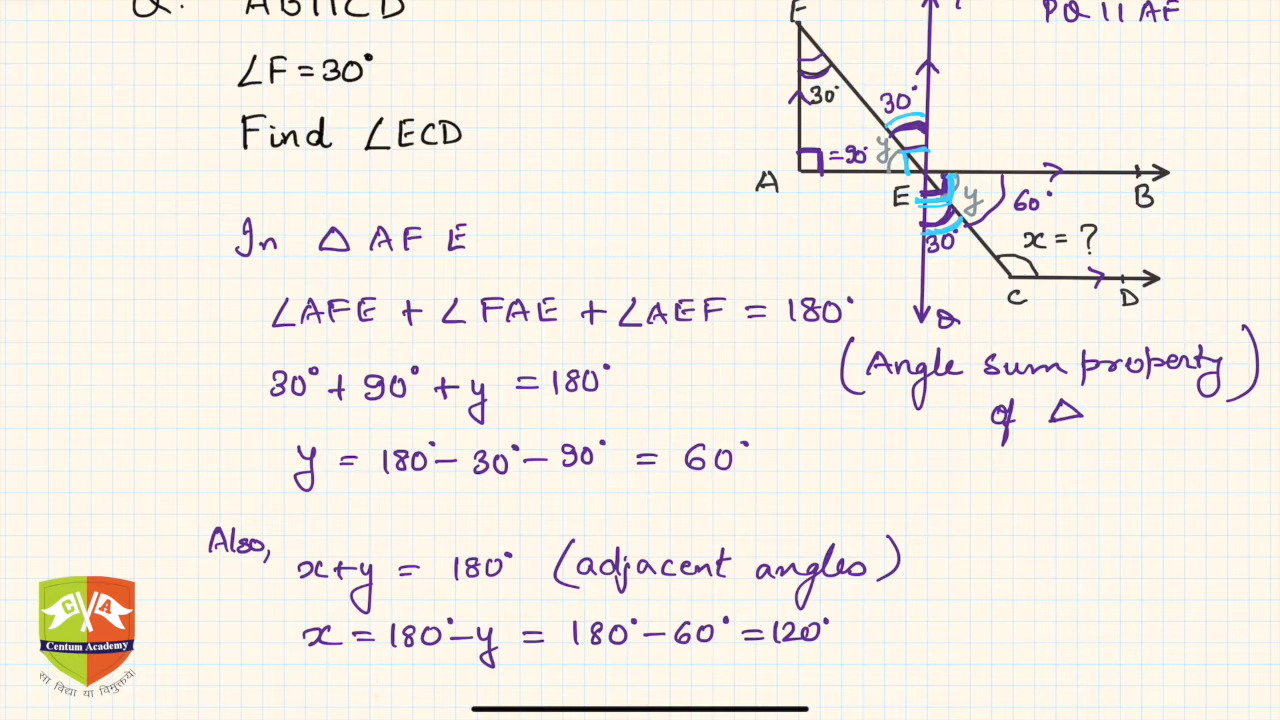 Q. AB || CD
∠F = 30°
Find ∠ECD
In △ AFE
∠AFE + ∠FAE + ∠AEF = 180°
(Angle sum property
of △
)
30° + 90° + y = 180°
y = 180° - 30° - 90° = 60°
Also,
x+y = 180° (adjacent angles)
x = 180° - y = 180° - 60° = 120°
PQ || AF
F
30°
30°
= 90°
y
A
E
B
y
60°
30°
x = ?
C
D
Q
CA
Centum Academy
सा विद्या या विमुक्तये।